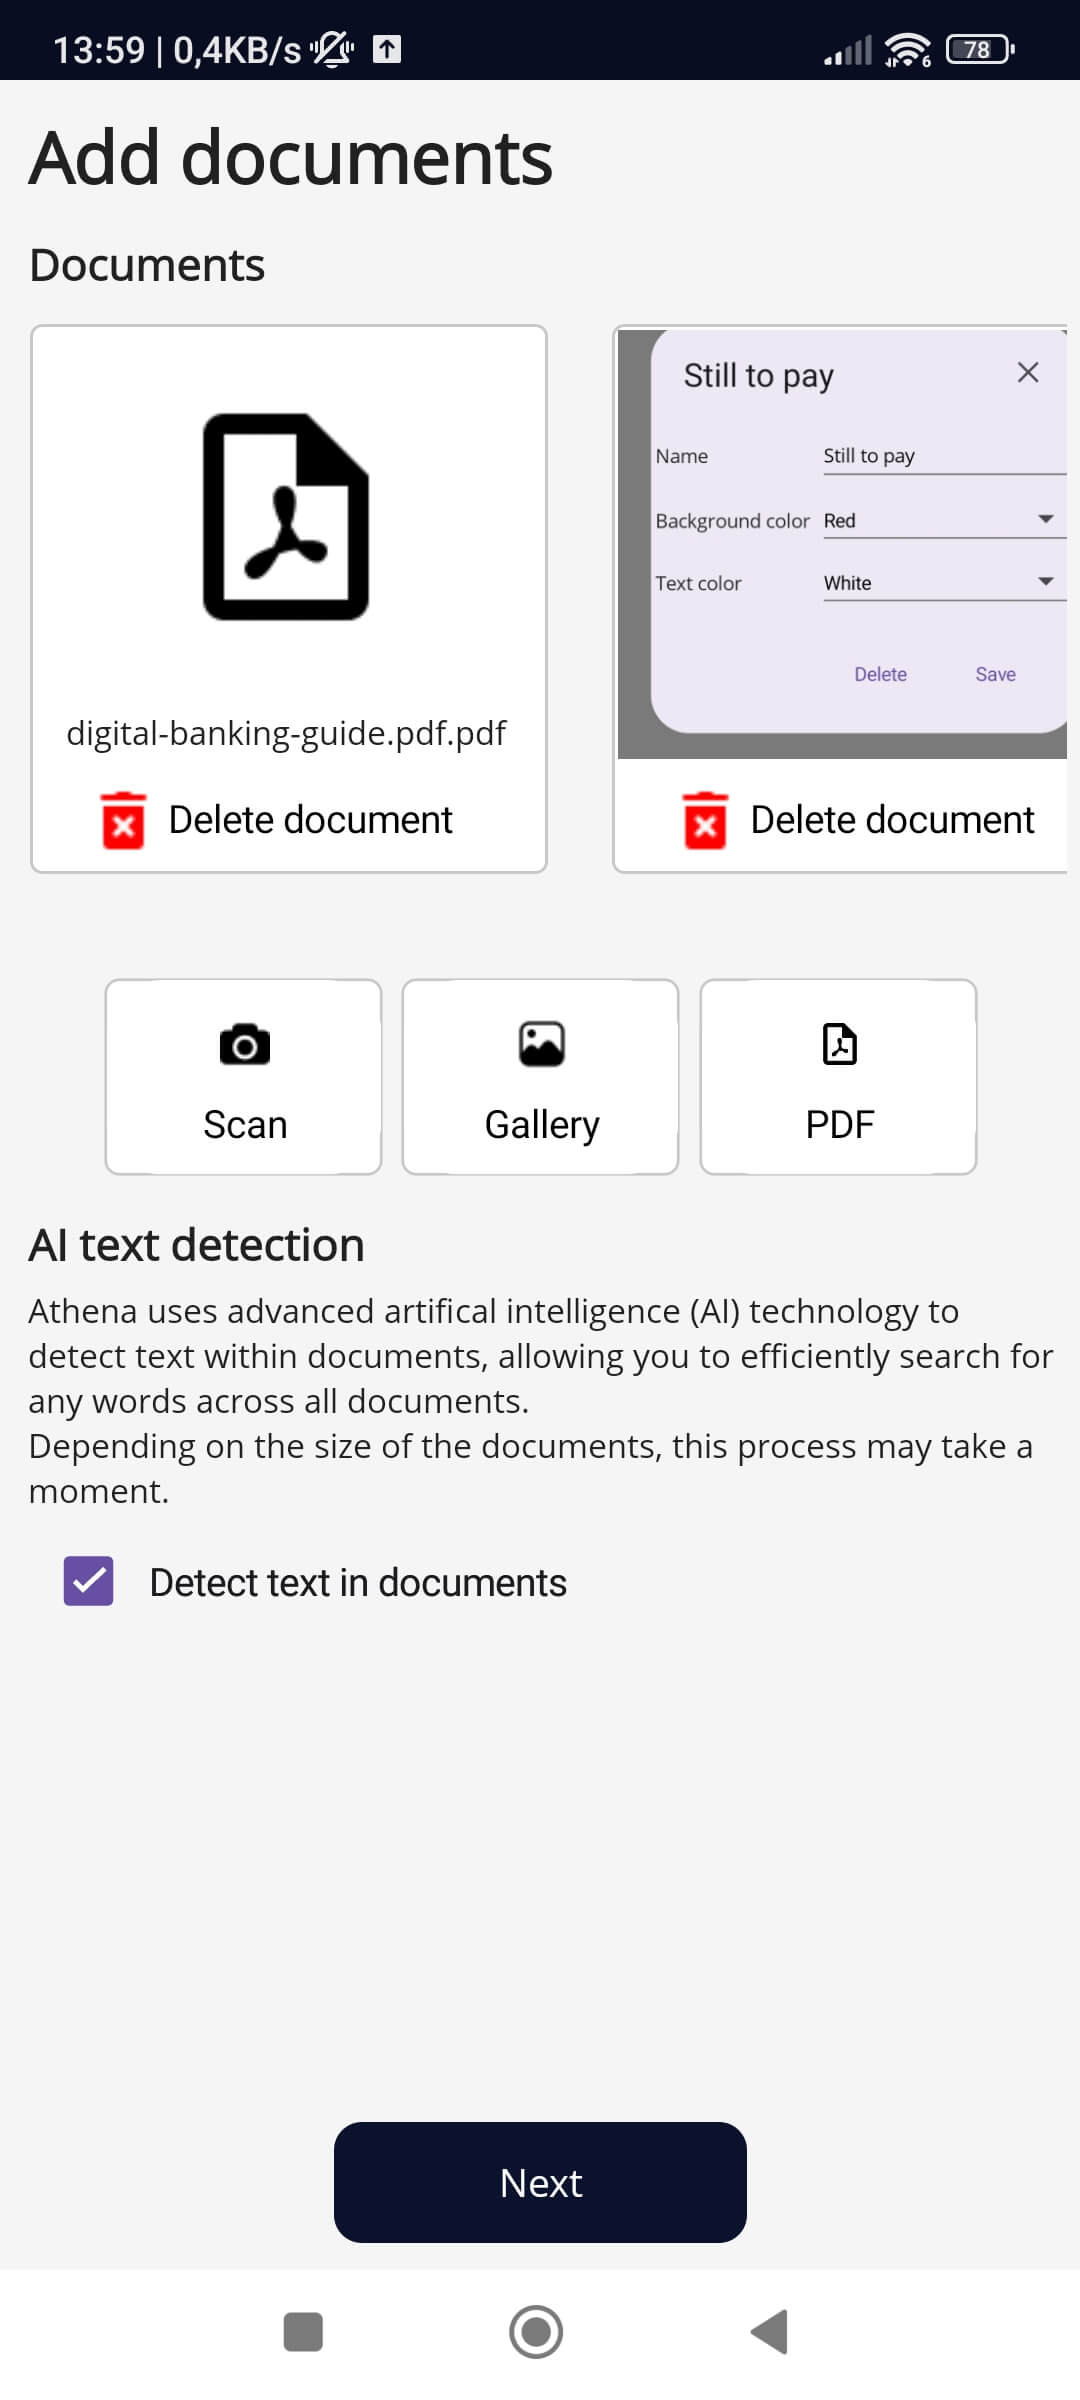 13:59 | 0,4KB/s
6
78
Add documents
Documents
digital-banking-guide.pdf.pdf
Delete document
Still to pay
Name Still to pay
Background color Red
Text color White
Delete Save
Delete document
Scan Gallery PDF
AI text detection
Athena uses advanced artifical intelligence (AI) technology to
detect text within documents, allowing you to efficiently search for
any words across all documents.
Depending on the size of the documents, this process may take a
moment.
Detect text in documents
Next